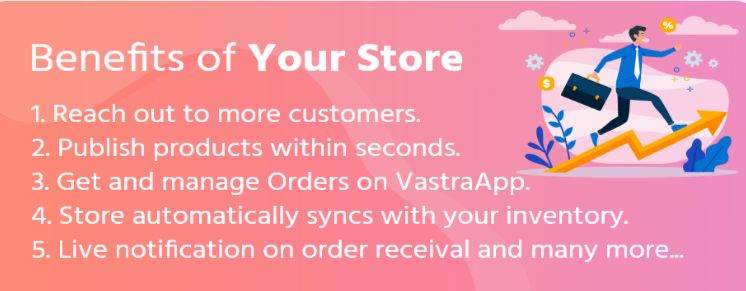 Benefits of Your Store
1. Reach out to more customers.
2. Publish products within seconds.
3. Get and manage Orders on VastraApp.
4. Store automatically syncs with your inventory.
5. Live notification on order receival and many more...
%
$